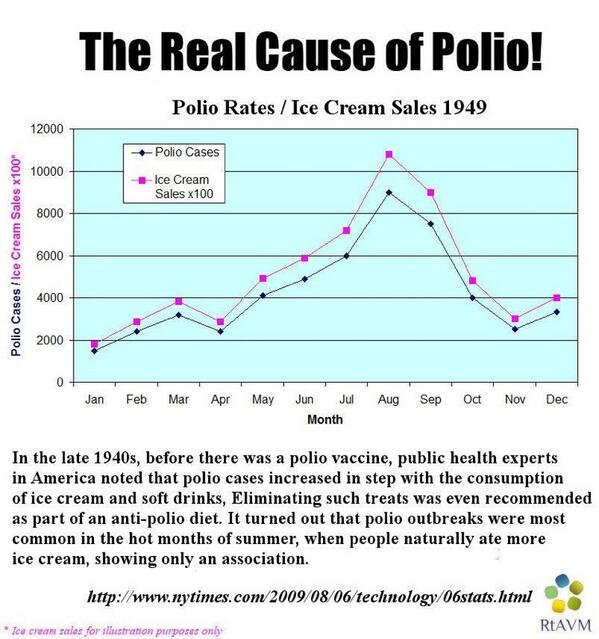 The Real Cause of Polio!
Polio Rates / Ice Cream Sales 1949
12000
10000
8000
6000
4000
2000
0
Polio Cases / Ice Cream Sales x100*
Polio Cases
Ice Cream
Sales x100
Jan Feb Mar Apr May Jun Jul Aug Sep Oct Nov Dec
Month
In the late 1940s, before there was a polio vaccine, public health experts
in America noted that polio cases increased in step with the consumption
of ice cream and soft drinks, Eliminating such treats was even recommended
as part of an anti-polio diet. It turned out that polio outbreaks were most
common in the hot months of summer, when people naturally ate more
ice cream, showing only an association.
http://www.nytimes.com/2009/08/06/technology/06stats.html
RtAVM
* Ice cream sales for illustration purposes only